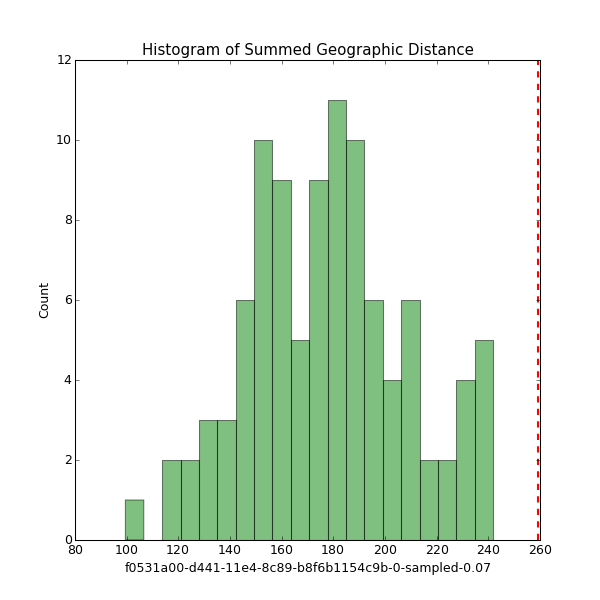 Histogram of Summed Geographic Distance
12
10
8
6
4
2
0
Count
80 100 120 140 160 180 200 220 240 260
f0531a00-d441-11e4-8c89-b8f6b1154c9b-0-sampled-0.07